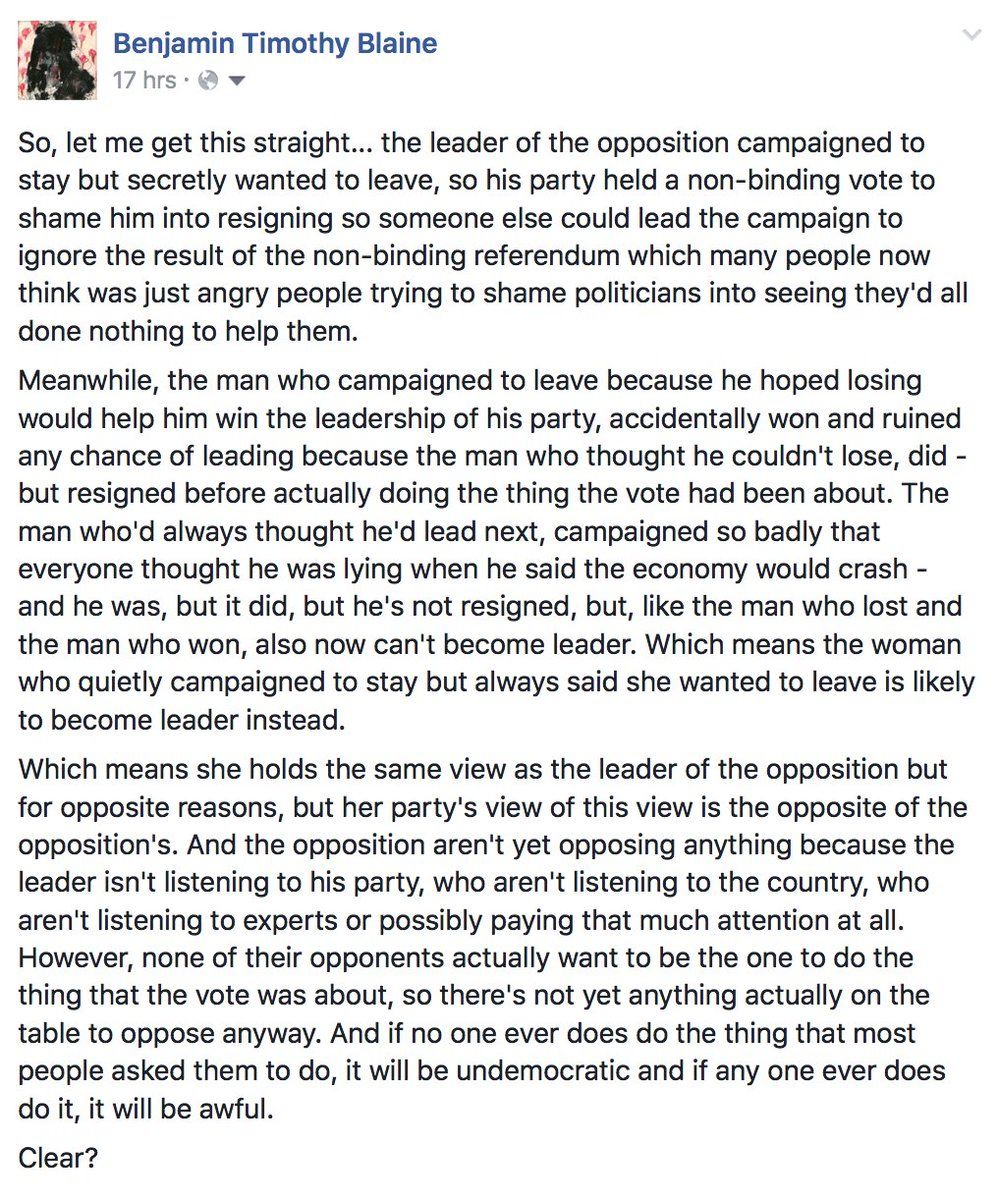 Benjamin Timothy Blaine
17 hrs ·
So, let me get this straight... the leader of the opposition campaigned to
stay but secretly wanted to leave, so his party held a non-binding vote to
shame him into resigning so someone else could lead the campaign to
ignore the result of the non-binding referendum which many people now
think was just angry people trying to shame politicians into seeing they'd all
done nothing to help them.
Meanwhile, the man who campaigned to leave because he hoped losing
would help him win the leadership of his party, accidentally won and ruined
any chance of leading because the man who thought he couldn't lose, did -
but resigned before actually doing the thing the vote had been about. The
man who'd always thought he'd lead next, campaigned so badly that
everyone thought he was lying when he said the economy would crash -
and he was, but it did, but he's not resigned, but, like the man who lost and
the man who won, also now can't become leader. Which means the woman
who quietly campaigned to stay but always said she wanted to leave is likely
to become leader instead.
Which means she holds the same view as the leader of the opposition but
for opposite reasons, but her party's view of this view is the opposite of the
opposition's. And the opposition aren't yet opposing anything because the
leader isn't listening to his party, who aren't listening to the country, who
aren't listening to experts or possibly paying that much attention at all.
However, none of their opponents actually want to be the one to do the
thing that the vote was about, so there's not yet anything actually on the
table to oppose anyway. And if no one ever does do the thing that most
people asked them to do, it will be undemocratic and if any one ever does
do it, it will be awful.
Clear?